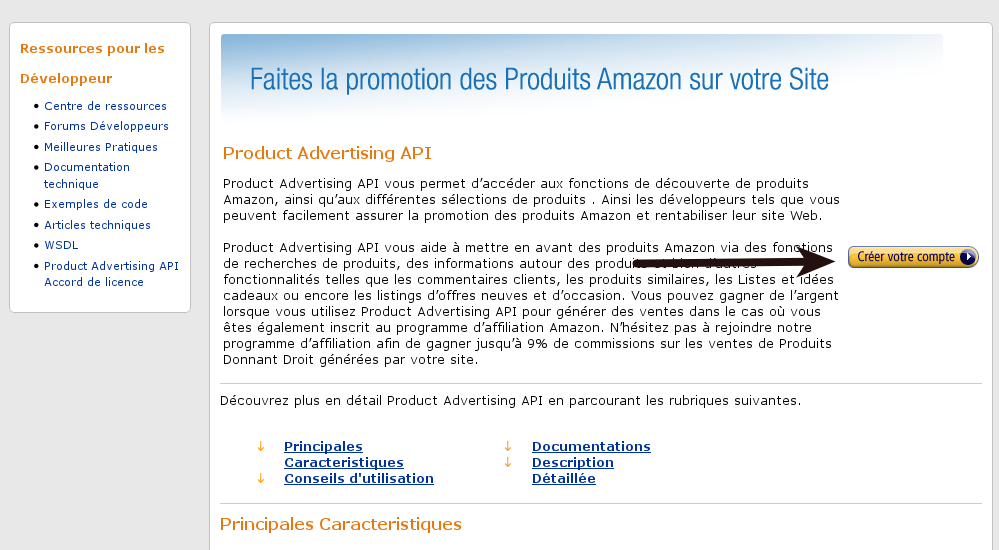 Ressources pour les
Développeur
Centre de ressources
Forums Développeurs
Meilleures Pratiques
Documentation
technique
Exemples de code
Articles techniques
WSDL
Product Advertising API
Accord de licence
Faites la promotion des Produits Amazon sur votre Site
Product Advertising API
Product Advertising API vous permet d’accéder aux fonctions de découverte de produits
Amazon, ainsi qu’aux différentes sélections de produits . Ainsi les développeurs tels que vous
peuvent facilement assurer la promotion des produits Amazon et rentabiliser leur site Web.
Product Advertising API vous aide à mettre en avant des produits Amazon via des fonctions
de recherches de produits, des informations autour des produits et bien d’autres
fonctionnalités telles que les commentaires clients, les produits similaires, les Listes et idées
cadeaux ou encore les listings d’offres neuves et d’occasion. Vous pouvez gagner de l’argent
lorsque vous utilisez Product Advertising API pour générer des ventes dans le cas où vous
êtes également inscrit au programme d’affiliation Amazon. N’hésitez pas à rejoindre notre
programme d’affiliation afin de gagner jusqu’à 9% de commissions sur les ventes de Produits
Donnant Droit générées par votre site.
Créer votre compte
Découvrez plus en détail Product Advertising API en parcourant les rubriques suivantes.
Principales
Caracteristiques
Conseils d'utilisation
Documentations
Description
Détaillée
Principales Caracteristiques